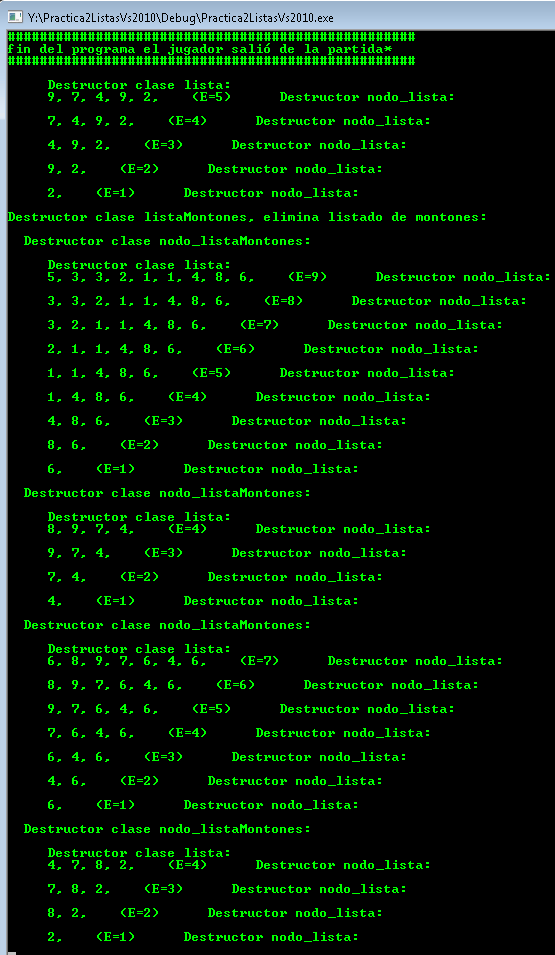 Y:\Practica2ListasVs2010\Debug\Practica2ListasVs2010.exe
###################################################
fin del programa el jugador salió de la partida*
###################################################
Destructor clase lista:
9, 7, 4, 9, 2, (E=5) Destructor nodo_lista:
7, 4, 9, 2, (E=4) Destructor nodo_lista:
4, 9, 2, (E=3) Destructor nodo_lista:
9, 2, (E=2) Destructor nodo_lista:
2, (E=1) Destructor nodo_lista:
Destructor clase listaMontones, elimina listado de montones:
Destructor clase nodo_listaMontones:
Destructor clase lista:
5, 3, 3, 2, 1, 1, 4, 8, 6, (E=9) Destructor nodo_lista:
3, 3, 2, 1, 1, 4, 8, 6, (E=8) Destructor nodo_lista:
3, 2, 1, 1, 4, 8, 6, (E=7) Destructor nodo_lista:
2, 1, 1, 4, 8, 6, (E=6) Destructor nodo_lista:
1, 1, 4, 8, 6, (E=5) Destructor nodo_lista:
1, 4, 8, 6, (E=4) Destructor nodo_lista:
4, 8, 6, (E=3) Destructor nodo_lista:
8, 6, (E=2) Destructor nodo_lista:
6, (E=1) Destructor nodo_lista:
Destructor clase nodo_listaMontones:
Destructor clase lista:
8, 9, 7, 4, (E=4) Destructor nodo_lista:
9, 7, 4, (E=3) Destructor nodo_lista:
7, 4, (E=2) Destructor nodo_lista:
4, (E=1) Destructor nodo_lista:
Destructor clase nodo_listaMontones:
Destructor clase lista:
6, 8, 9, 7, 6, 4, 6, (E=7) Destructor nodo_lista:
8, 9, 7, 6, 4, 6, (E=6) Destructor nodo_lista:
9, 7, 6, 4, 6, (E=5) Destructor nodo_lista:
7, 6, 4, 6, (E=4) Destructor nodo_lista:
6, 4, 6, (E=3) Destructor nodo_lista:
4, 6, (E=2) Destructor nodo_lista:
6, (E=1) Destructor nodo_lista:
Destructor clase nodo_listaMontones:
Destructor clase lista:
4, 7, 8, 2, (E=4) Destructor nodo_lista:
7, 8, 2, (E=3) Destructor nodo_lista:
8, 2, (E=2) Destructor nodo_lista:
2, (E=1) Destructor nodo_lista: